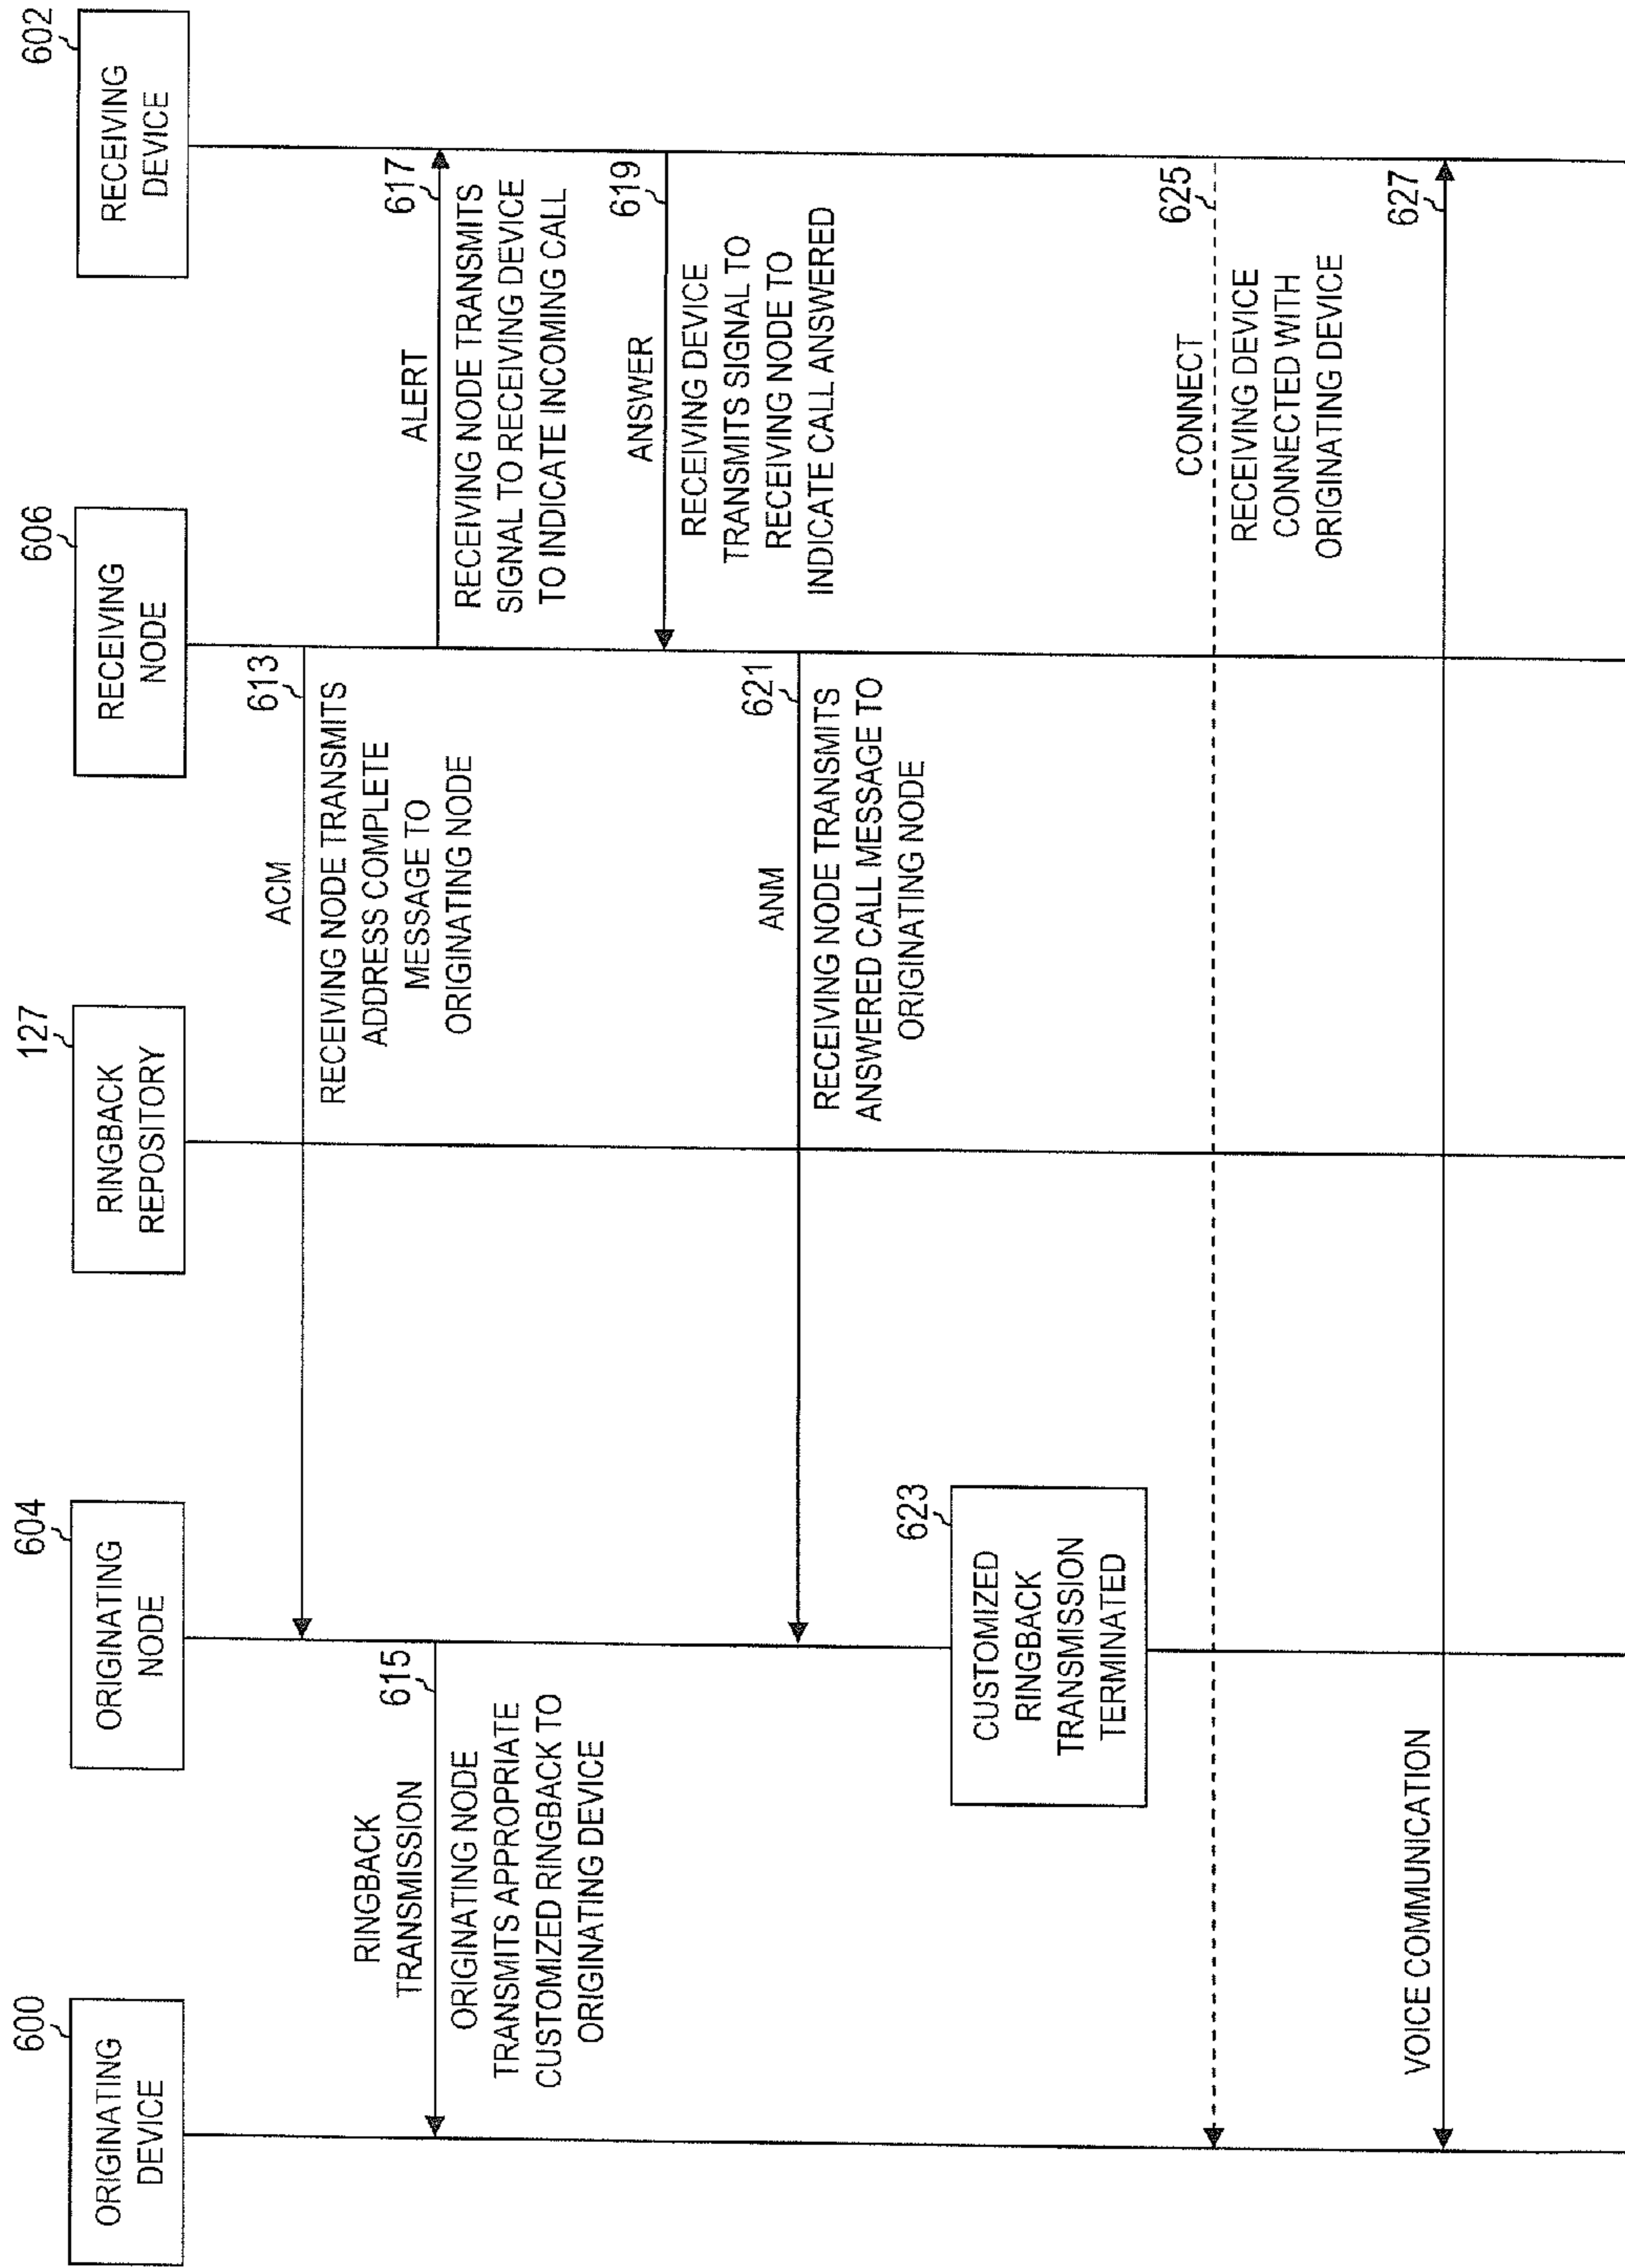 600
ORIGINATING
DEVICE
604
ORIGINATING
NODE
127
RINGBACK
REPOSITORY
606
RECEIVING
NODE
602
RECEIVING
DEVICE
ACM
613
RECEIVING NODE TRANSMITS
ADDRESS COMPLETE
MESSAGE TO
ORIGINATING NODE
RINGBACK
TRANSMISSION
615
ORIGINATING NODE
TRANSMITS APPROPRIATE
CUSTOMIZED RINGBACK TO
ORIGINATING DEVICE
ALERT
617
RECEIVING NODE TRANSMITS
SIGNAL TO RECEIVING DEVICE
TO INDICATE INCOMING CALL
ANSWER
619
RECEIVING DEVICE
TRANSMITS SIGNAL TO
RECEIVING NODE TO
INDICATE CALL ANSWERED
ANM
621
RECEIVING NODE TRANSMITS
ANSWERED CALL MESSAGE TO
ORIGINATING NODE
623
CUSTOMIZED
RINGBACK
TRANSMISSION
TERMINATED
CONNECT
625
RECEIVING DEVICE
CONNECTED WITH
ORIGINATING DEVICE
VOICE COMMUNICATION
627